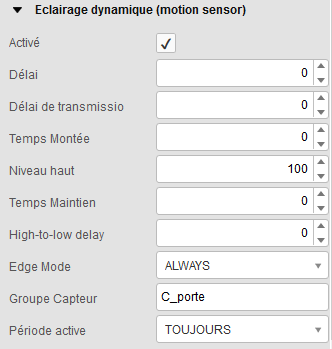 Eclairage dynamique (motion sensor)
Activé
Délai 0
Délai de transmissio 0
Temps Montée 0
Niveau haut 100
Temps Maintien 0
High-to-low delay 0
Edge Mode ALWAYS
Groupe Capteur C_porte
Période active TOUJOURS